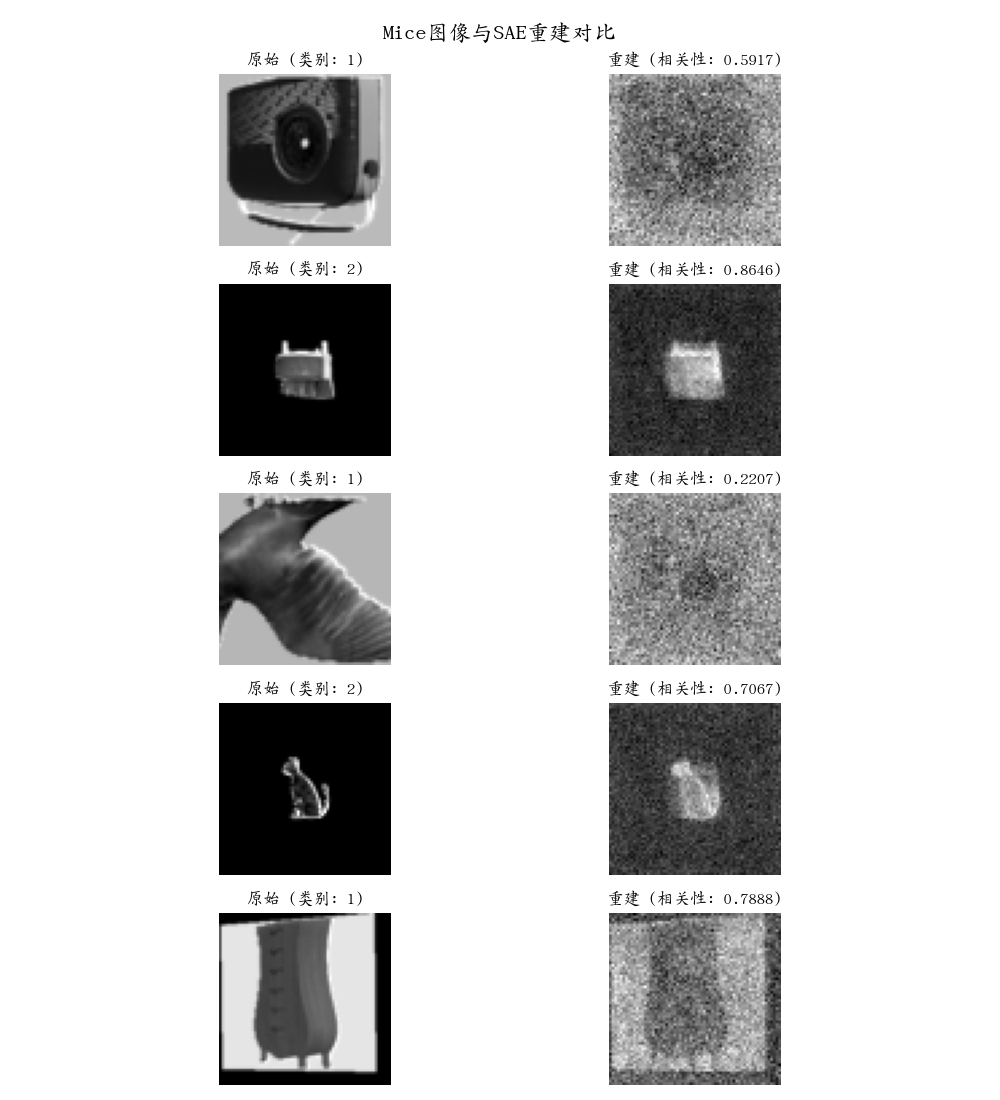 Mice图像与SAE重建对比
原始 (类别: 1)
重建 (相关性: 0.5917)
原始 (类别: 2)
重建 (相关性: 0.8646)
原始 (类别: 1)
重建 (相关性: 0.2207)
原始 (类别: 2)
重建 (相关性: 0.7067)
原始 (类别: 1)
重建 (相关性: 0.7888)